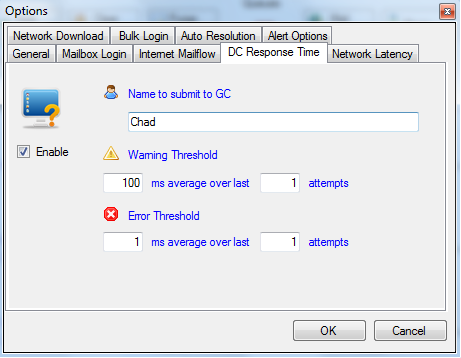 Options
Network Download Bulk Login Auto Resolution Alert Options
General Mailbox Login Internet Mailflow DC Response Time Network Latency
Name to submit to GC
Chad
Enable
Warning Threshold
100 ms average over last 1 attempts
Error Threshold
1 ms average over last 1 attempts
OK Cancel